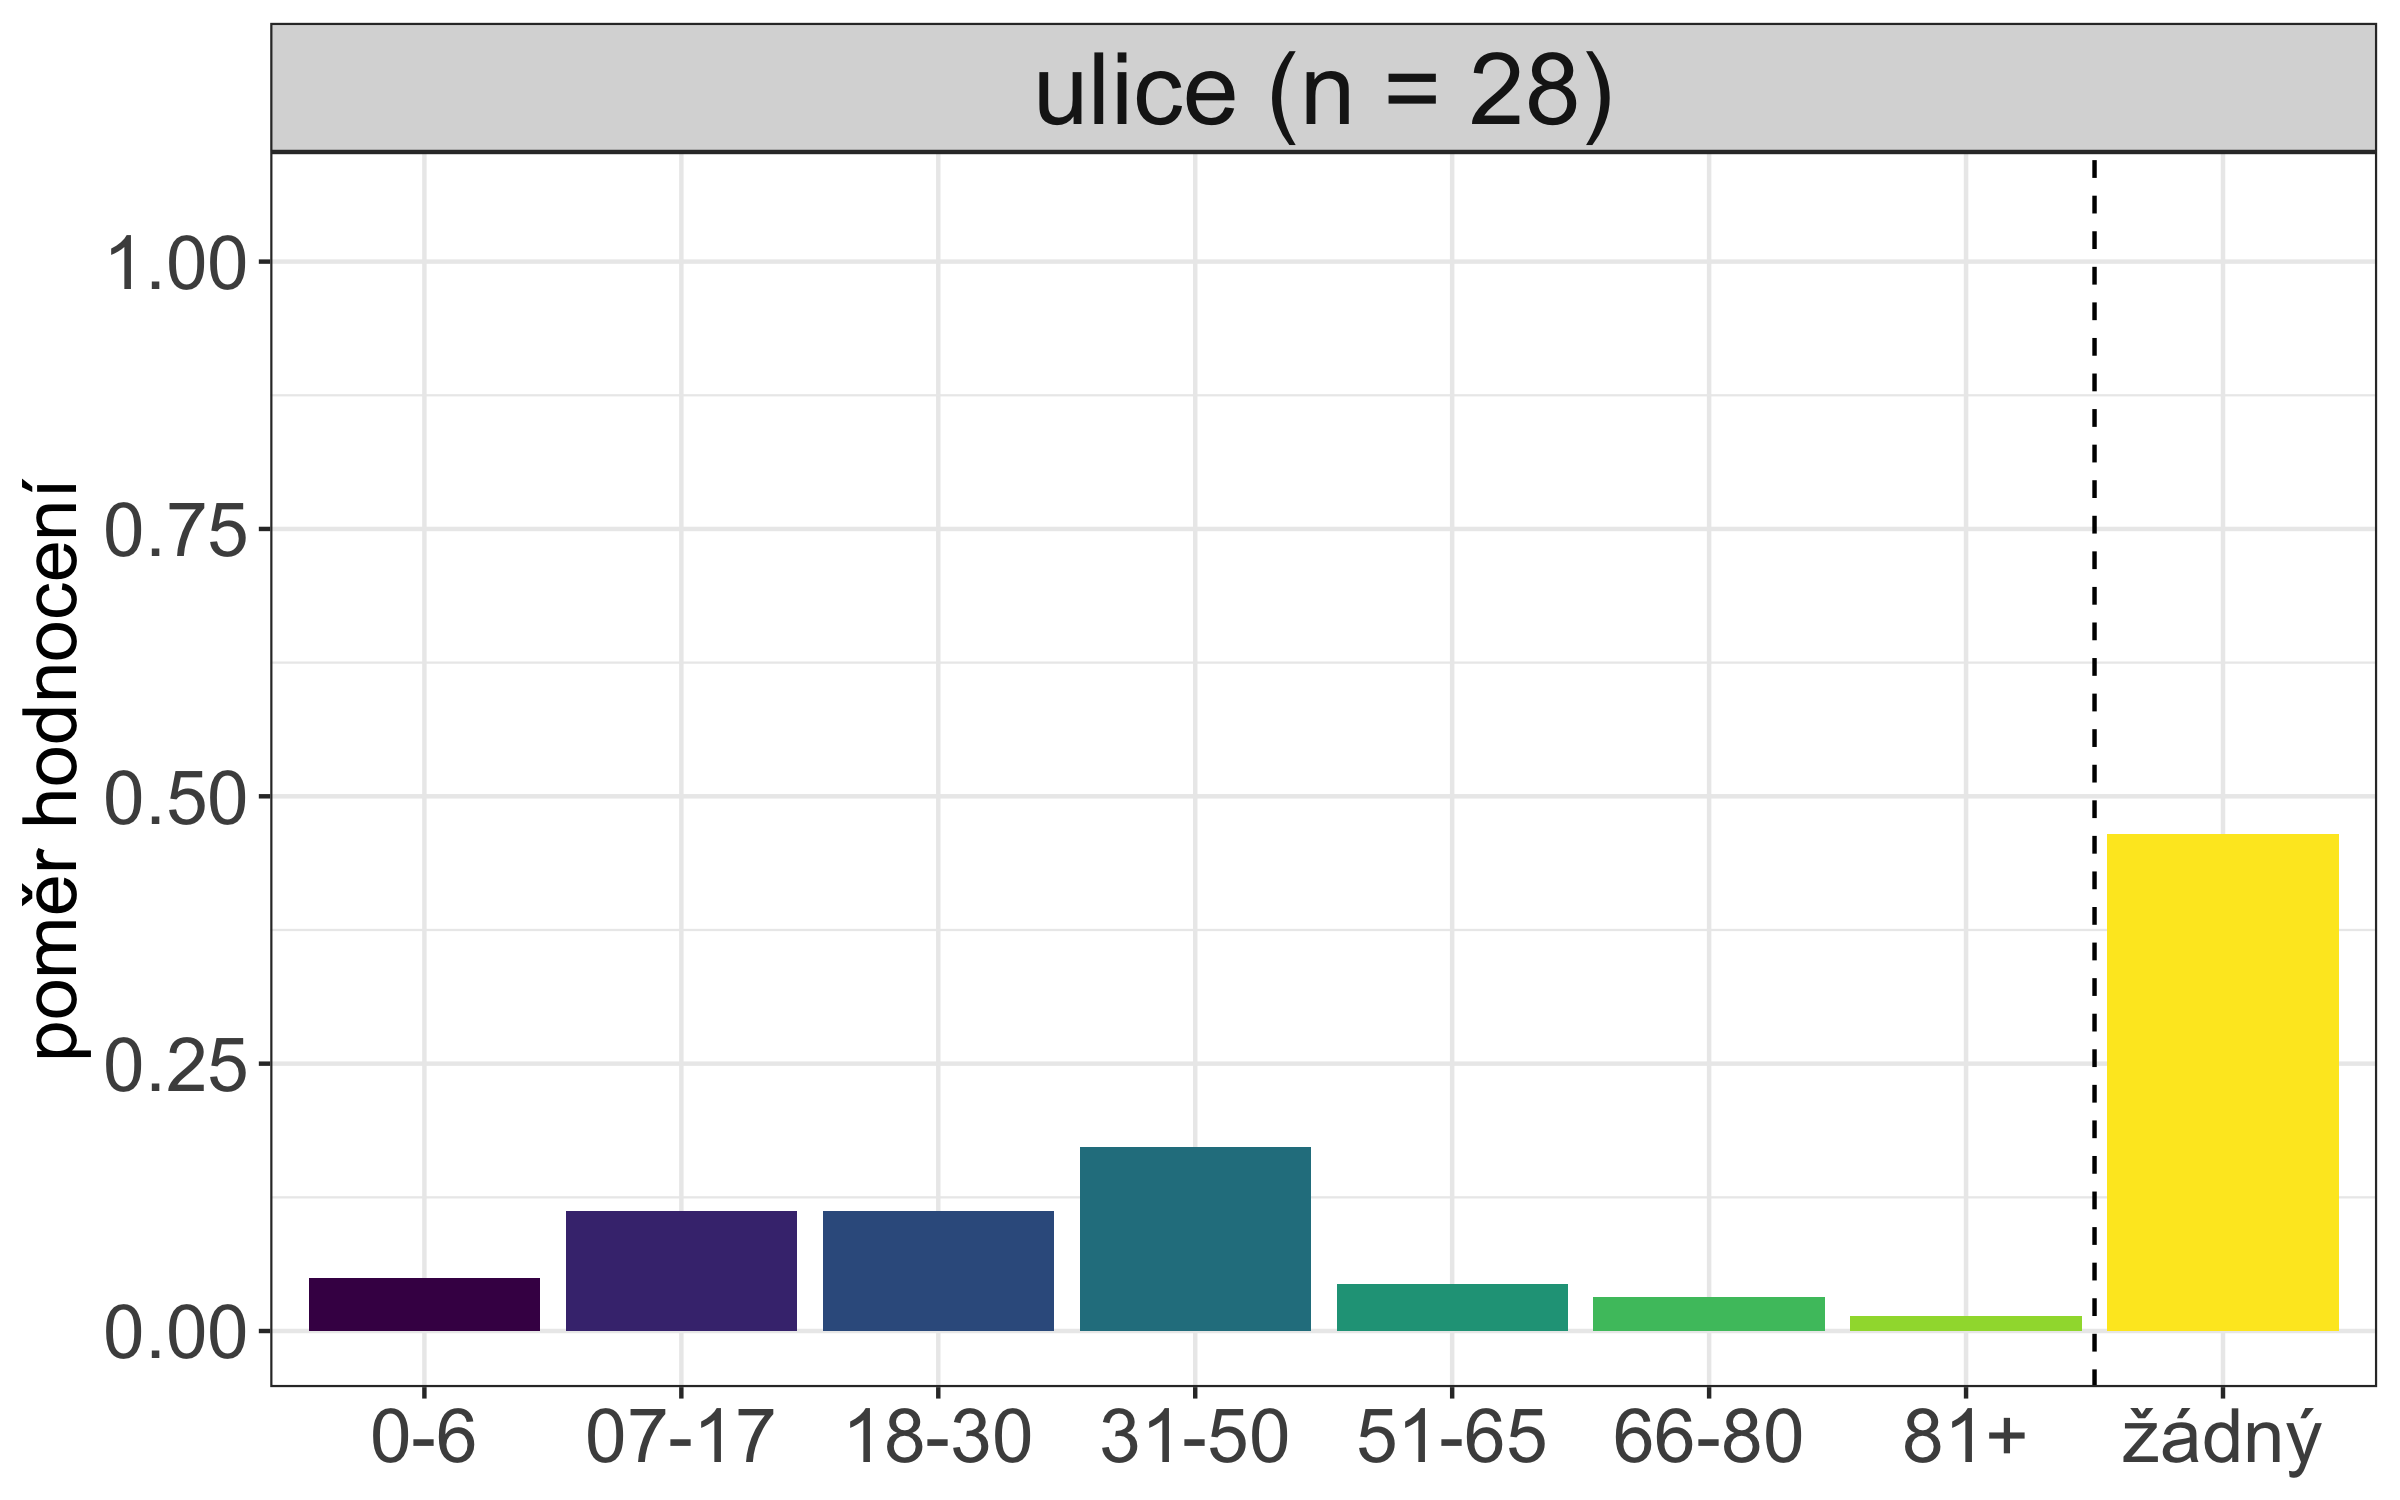 ulice (n = 28)
poměr hodnocení
1.00
0.75
0.50
0.25
0.00
0-6 07-17 18-30 31-50 51-65 66-80 81+ žádný